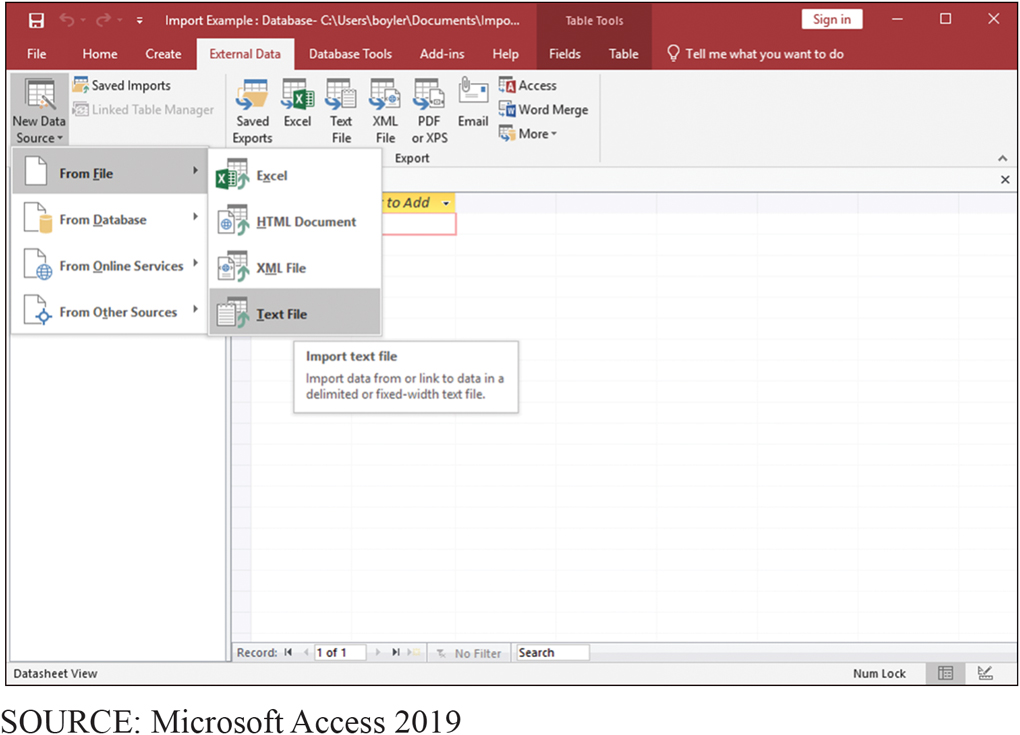 Import Example : Database- C:\Users\boyler\Documents\Impo...
Table Tools
Sign in
File Home Create External Data Database Tools Add-ins Help Fields Table Tell me what you want to do
New Data Source
Saved Imports
Linked Table Manager
Saved Exports
Excel
Text File
XML File
PDF or XPS
Email
Access
Word Merge
More
Export
From File
From Database
From Online Services
From Other Sources
Excel
HTML Document
XML File
Text File
to Add
Import text file
Import data from or link to data in a
delimited or fixed-width text file.
Record: 1 of 1 No Filter Search
Datasheet View Num Lock
SOURCE: Microsoft Access 2019